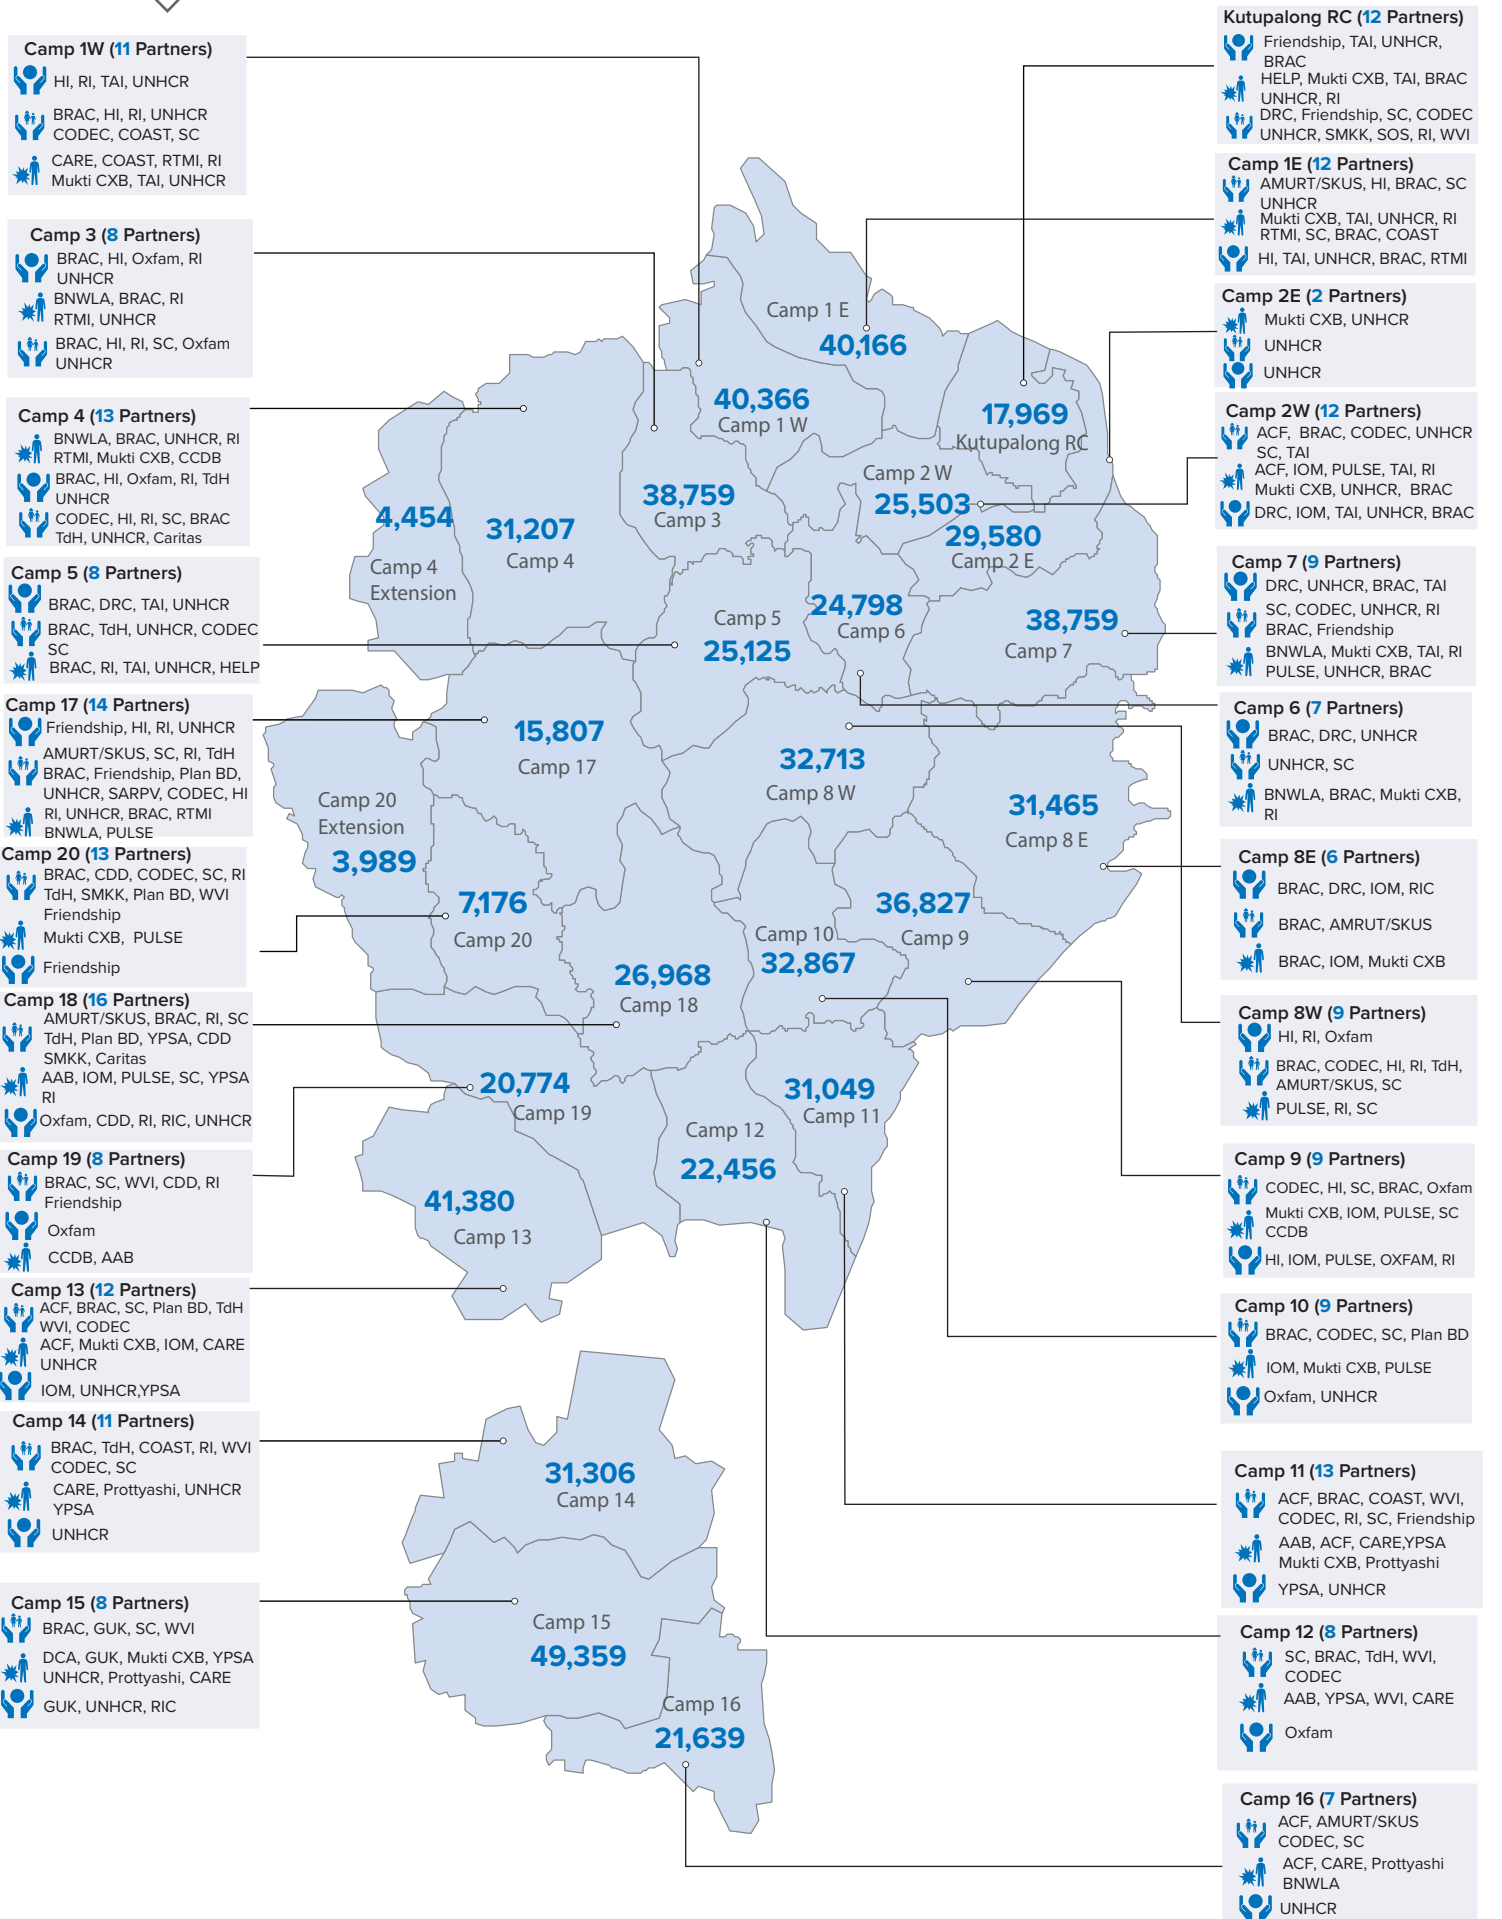 Camp 1W (11 Partners)
HI, RI, TAI, UNHCR
BRAC, HI, RI, UNHCR
CODEC, COAST, SC
CARE, COAST, RTMI, RI
Mukti CXB, TAI, UNHCR
Camp 3 (8 Partners)
BRAC, HI, Oxfam, RI
UNHCR
BNWLA, BRAC, RI
RTMI, UNHCR
BRAC, HI, RI, SC, Oxfam
UNHCR
Camp 4 (13 Partners)
BNWLA, BRAC, UNHCR, RI
RTMI, Mukti CXB, CCDB
BRAC, HI, Oxfam, RI, TdH
UNHCR
CODEC, HI, RI, SC, BRAC
TdH, UNHCR, Caritas
Camp 5 (8 Partners)
BRAC, DRC, TAI, UNHCR
BRAC, TdH, UNHCR, CODEC
SC
BRAC, RI, TAI, UNHCR, HELP
Camp 17 (14 Partners)
Friendship, HI, RI, UNHCR
AMURT/SKUS, SC, RI, TdH
BRAC, Friendship, Plan BD,
UNHCR, SARPV, CODEC, HI
RI, UNHCR, BRAC, RTMI
BNWLA, PULSE
Camp 20 (13 Partners)
BRAC, CDD, CODEC, SC, RI
TdH, SMKK, Plan BD, WVI
Friendship
Mukti CXB, PULSE
Friendship
Camp 18 (16 Partners)
AMURT/SKUS, BRAC, RI, SC
TdH, Plan BD, YPSA, CDD
SMKK, Caritas
AAB, IOM, PULSE, SC, YPSA
RI
Oxfam, CDD, RI, RIC, UNHCR
Camp 19 (8 Partners)
BRAC, SC, WVI, CDD, RI
Friendship
Oxfam
CCDB, AAB
Camp 13 (12 Partners)
ACF, BRAC, SC, Plan BD, TdH
WVI, CODEC
ACF, Mukti CXB, IOM, CARE
UNHCR
IOM, UNHCR,YPSA
Camp 14 (11 Partners)
BRAC, TdH, COAST, RI, WVI
CODEC, SC
CARE, Prottyashi, UNHCR
YPSA
UNHCR
Camp 15 (8 Partners)
BRAC, GUK, SC, WVI
DCA, GUK, Mukti CXB, YPSA
UNHCR, Prottyashi, CARE
GUK, UNHCR, RIC
Camp 1 E
40,166
40,366
Camp 1 W
17,969
Kutupalong RC
Camp 2 W
25,503
29,580
Camp 2 E
38,759
Camp 3
4,454
Camp 4
Extension
31,207
Camp 4
Camp 5
25,125
24,798
Camp 6
38,759
Camp 7
15,807
Camp 17
32,713
Camp 8 W
31,465
Camp 8 E
Camp 20
Extension
3,989
7,176
Camp 20
26,968
Camp 18
Camp 10
32,867
36,827
Camp 9
20,774
Camp 19
31,049
Camp 11
Camp 12
22,456
41,380
Camp 13
31,306
Camp 14
Camp 15
49,359
Camp 16
21,639
Kutupalong RC (12 Partners)
Friendship, TAI, UNHCR,
BRAC
HELP, Mukti CXB, TAI, BRAC
UNHCR, RI
DRC, Friendship, SC, CODEC
UNHCR, SMKK, SOS, RI, WVI
Camp 1E (12 Partners)
AMURT/SKUS, HI, BRAC, SC
UNHCR
Mukti CXB, TAI, UNHCR, RI
RTMI, SC, BRAC, COAST
HI, TAI, UNHCR, BRAC, RTMI
Camp 2E (2 Partners)
Mukti CXB, UNHCR
UNHCR
UNHCR
Camp 2W (12 Partners)
ACF, BRAC, CODEC, UNHCR
SC, TAI
ACF, IOM, PULSE, TAI, RI
Mukti CXB, UNHCR, BRAC
DRC, IOM, TAI, UNHCR, BRAC
Camp 7 (9 Partners)
DRC, UNHCR, BRAC, TAI
SC, CODEC, UNHCR, RI
BRAC, Friendship
BNWLA, Mukti CXB, TAI, RI
PULSE, UNHCR, BRAC
Camp 6 (7 Partners)
BRAC, DRC, UNHCR
UNHCR, SC
BNWLA, BRAC, Mukti CXB,
RI
Camp 8E (6 Partners)
BRAC, DRC, IOM, RIC
BRAC, AMRUT/SKUS
BRAC, IOM, Mukti CXB
Camp 8W (9 Partners)
HI, RI, Oxfam
BRAC, CODEC, HI, RI, TdH,
AMURT/SKUS, SC
PULSE, RI, SC
Camp 9 (9 Partners)
CODEC, HI, SC, BRAC, Oxfam
Mukti CXB, IOM, PULSE, SC
CCDB
HI, IOM, PULSE, OXFAM, RI
Camp 10 (9 Partners)
BRAC, CODEC, SC, Plan BD
IOM, Mukti CXB, PULSE
Oxfam, UNHCR
Camp 11 (13 Partners)
ACF, BRAC, COAST, WVI,
CODEC, RI, SC, Friendship
AAB, ACF, CARE,YPSA
Mukti CXB, Prottyashi
YPSA, UNHCR
Camp 12 (8 Partners)
SC, BRAC, TdH, WVI,
CODEC
AAB, YPSA, WVI, CARE
Oxfam
Camp 16 (7 Partners)
ACF, AMURT/SKUS
CODEC, SC
ACF, CARE, Prottyashi
BNWLA
UNHCR